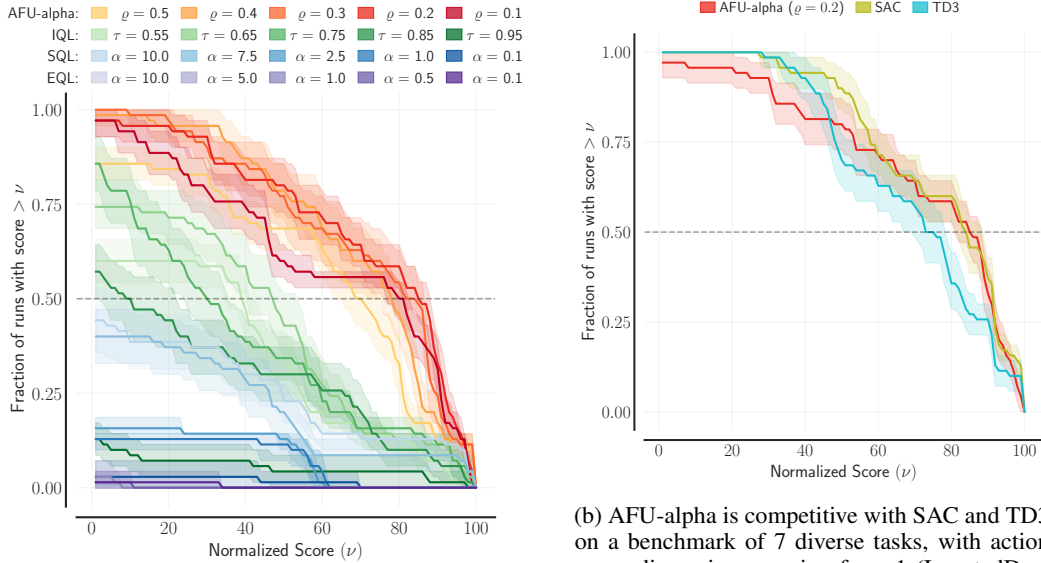 AFU-alpha: ϱ = 0.5 ϱ = 0.4 ϱ = 0.3 ϱ = 0.2 ϱ = 0.1
IQL: τ = 0.55 τ = 0.65 τ = 0.75 τ = 0.85 τ = 0.95
SQL: α = 10.0 α = 7.5 α = 2.5 α = 1.0 α = 0.1
EQL: α = 10.0 α = 5.0 α = 1.0 α = 0.5 α = 0.1
Fraction of runs with score > ν
1.00
0.75
0.50
0.25
0.00
0 20 40 60 80 100
Normalized Score (ν)
AFU-alpha (ϱ = 0.2) SAC TD3
Fraction of runs with score > ν
1.00
0.75
0.50
0.25
0.00
0 20 40 60 80 100
Normalized Score (ν)
(b) AFU-alpha is competitive with SAC and TD3
on a benchmark of 7 diverse tasks, with action